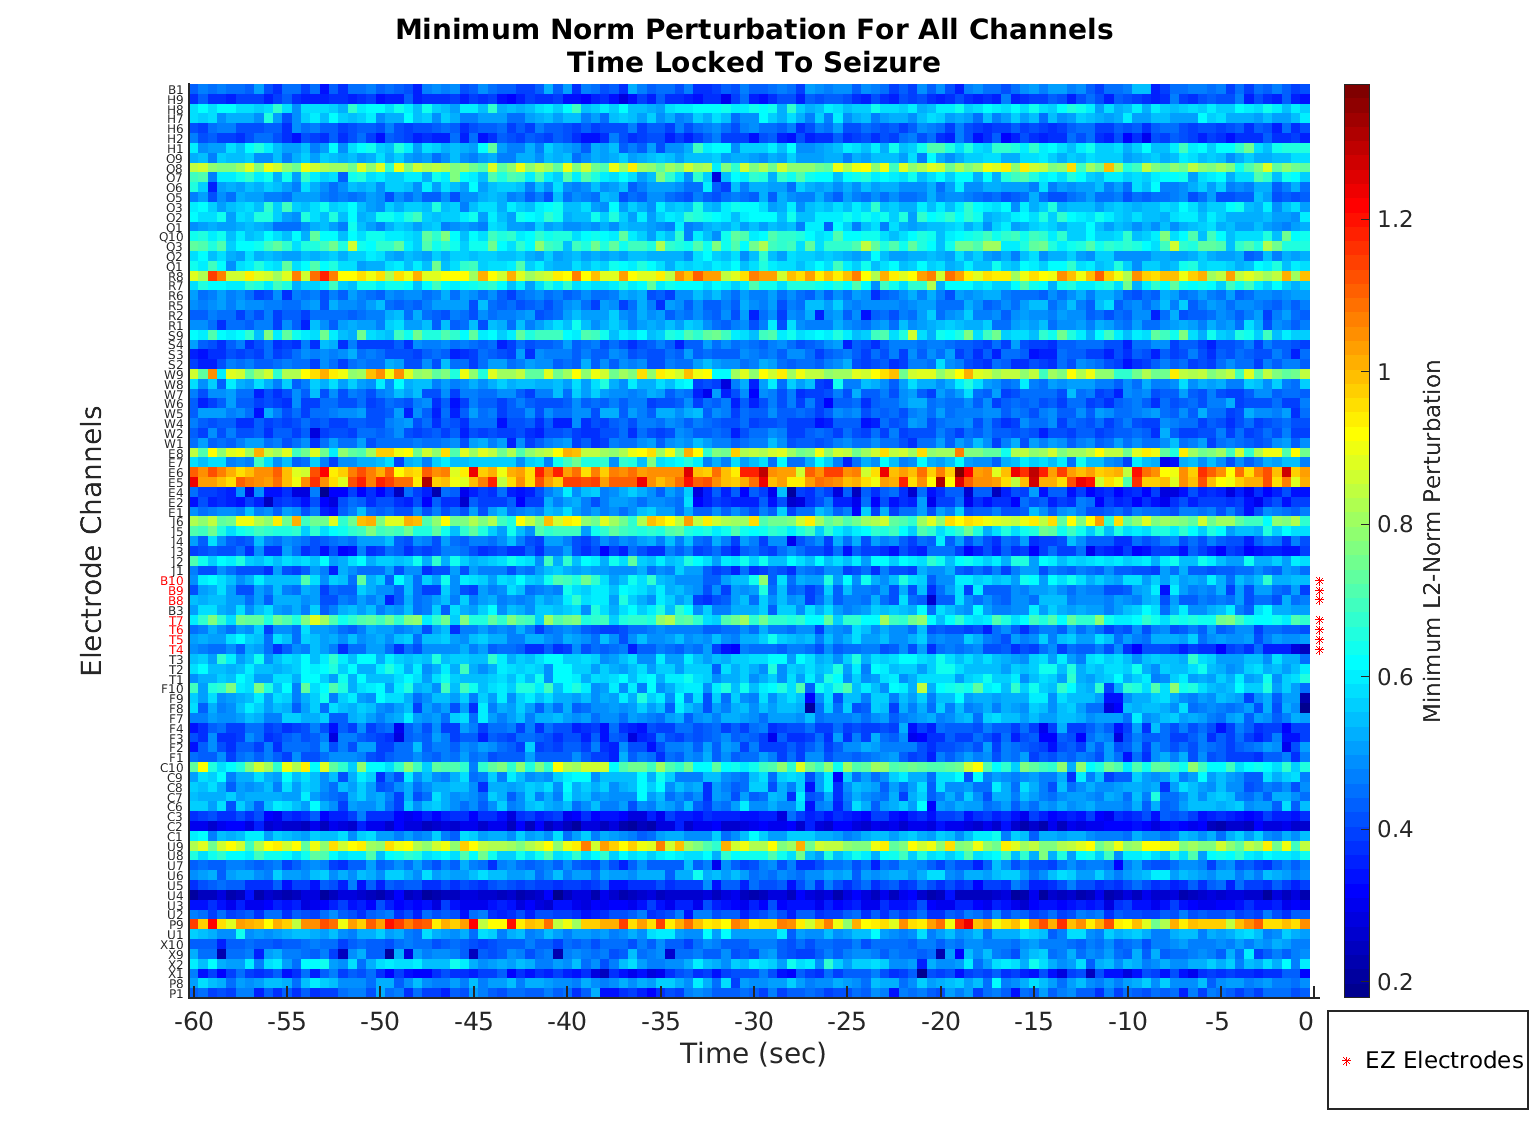 Minimum Norm Perturbation For All Channels
Time Locked To Seizure
Electrode Channels
B1
H9
H8
H7
H6
H2
H1
O9
O8
O7
O6
O5
O3
O2
O1
Q10
Q3
Q2
Q1
R8
R7
R6
R5
R2
R1
S9
S4
S3
S2
W9
W8
W7
W6
W5
W4
W2
W1
E8
E7
E6
E5
E4
E2
E1
I6
I5
I4
I3
I2
I1
B10
B9
B8
B3
T7
T6
T5
T4
T3
T2
T1
F10
F9
F8
F7
F4
F3
F2
F1
C10
C9
C8
C7
C6
C3
C2
C1
U9
U8
U7
U6
U5
U4
U3
U2
P9
U1
X10
X9
X2
X1
P8
P1
-60 -55 -50 -45 -40 -35 -30 -25 -20 -15 -10 -5 0
Time (sec)
1.2
1
0.8
0.6
0.4
0.2
Minimum L2-Norm Perturbation
EZ Electrodes